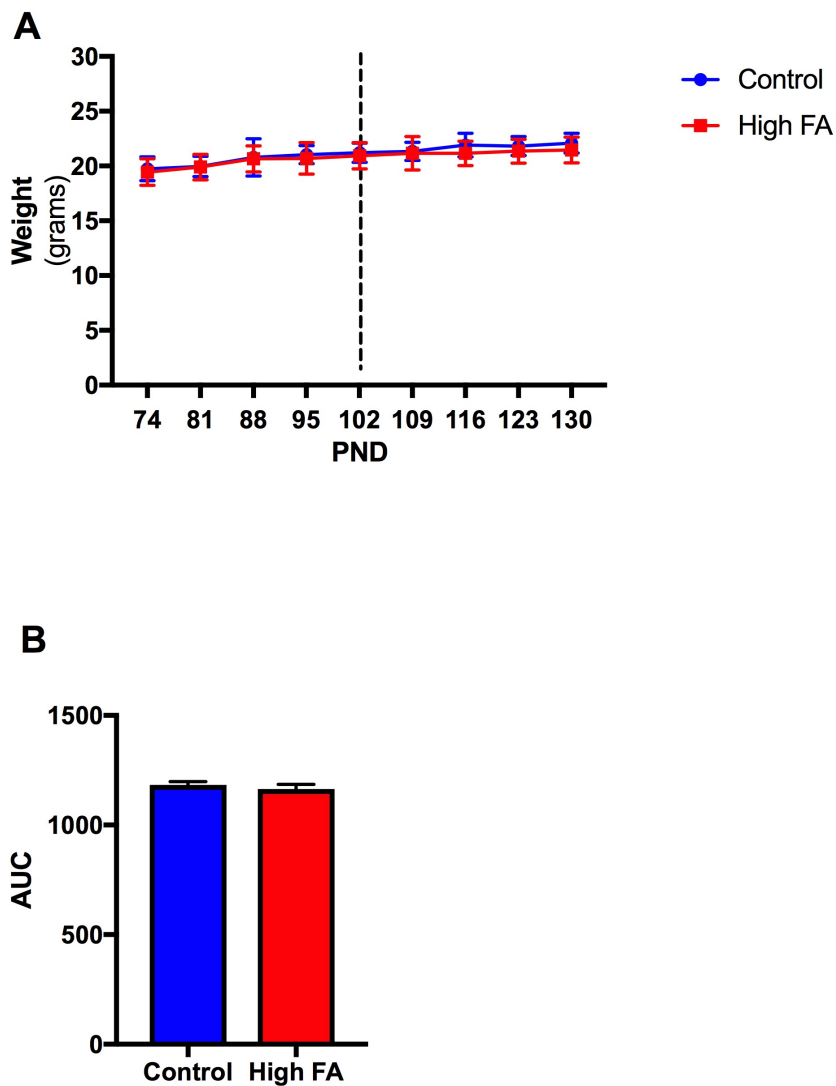 A
30
25
20
15
10
5
0
Weight
(grams)
74 81 88 95 102 109 116 123 130
PND
Control
High FA
B
1500
1000
500
0
AUC
Control High FA